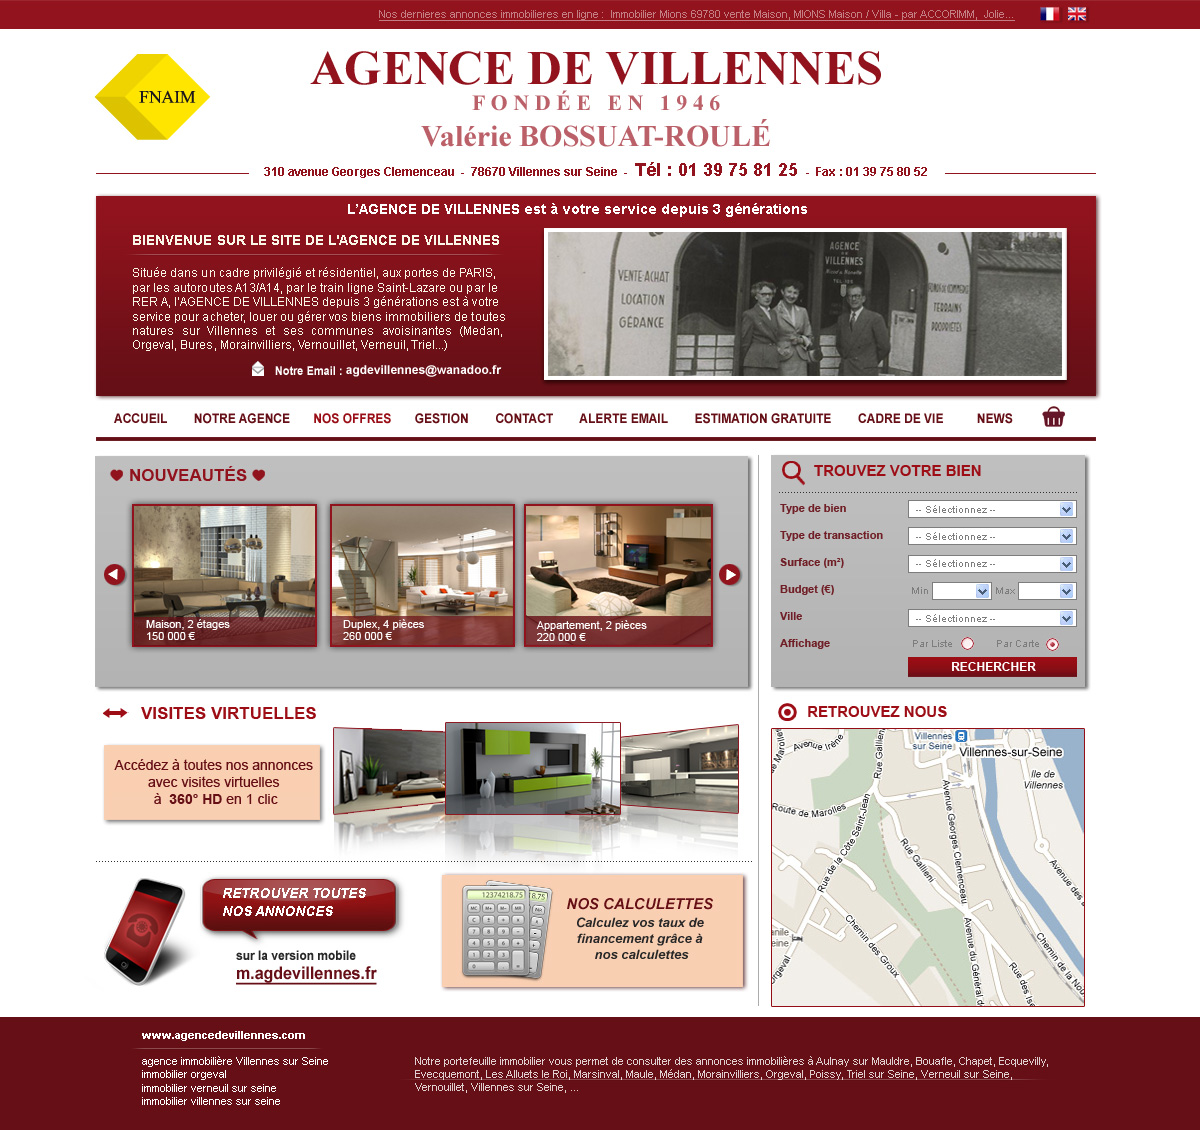 Nos dernieres annonces immobilieres en ligne : Immobilier Mions 69780 vente Maison, MIONS Maison / Villa - par ACCORIMM, Jolie...
FNAIM
AGENCE DE VILLENNES
FONDÉE EN 1946
Valérie BOSSUAT-ROULÉ
310 avenue Georges Clemenceau - 78670 Villennes sur Seine - Tél : 01 39 75 81 25 - Fax : 01 39 75 80 52
L'AGENCE DE VILLENNES est à votre service depuis 3 générations
BIENVENUE SUR LE SITE DE L'AGENCE DE VILLENNES
Située dans un cadre privilégié et résidentiel, aux portes de PARIS,
par les autoroutes A13/A14, par le train ligne Saint-Lazare ou par le
RER A, l'AGENCE DE VILLENNES depuis 3 générations est à votre
service pour acheter, louer ou gérer vos biens immobiliers de toutes
natures sur Villennes et ses communes avoisinantes (Medan,
Orgeval, Bures, Morainvilliers, Vernouillet, Verneuil, Triel...)
Notre Email : agdevillennes@wanadoo.fr
VENTE ACHAT
LOCATION
GÉRANCE
AGENCE
DE
VILLENNES
TERRAINS
PROPRIÉTÉS
ACCUEIL NOTRE AGENCE NOS OFFRES GESTION CONTACT ALERTE EMAIL ESTIMATION GRATUITE CADRE DE VIE NEWS
NOUVEAUTÉS
Maison, 2 étages
150 000 €
Duplex, 4 pièces
260 000 €
Appartement, 2 pièces
220 000 €
TROUVEZ VOTRE BIEN
Type de bien -- Sélectionnez --
Type de transaction -- Sélectionnez --
Surface (m²) -- Sélectionnez --
Budget (€) Min Max
Ville -- Sélectionnez --
Affichage Par Liste Par Carte
RECHERCHER
VISITES VIRTUELLES
Accédez à toutes nos annonces
avec visites virtuelles
à 360° HD en 1 clic
RETROUVEZ NOUS
Villennes
sur Seine
Villennes-sur-Seine
Ile de
Villennes
de Marolles
Avenue Irène
Rue Gallieni
Route de Marolles
Rue de la Côte Saint-Jean
Rue Gallieni
Avenue Georges Clemenceau
Avenue des
Chemin des Groux
Chemin de la Nou
Avenue du Général
Rue des Ise
Orgeval
RETROUVER TOUTES
NOS ANNONCES
sur la version mobile
m.agdevillennes.fr
12374218.75
8.75
NOS CALCULETTES
Calculez vos taux de
financement grâce à
nos calculettes
www.agencedevillennes.com
agence immobilière Villennes sur Seine
immobilier orgeval
immobilier verneuil sur seine
immobilier villennes sur seine
Notre portefeuille immobilier vous permet de consulter des annonces immobilières à Aulnay sur Mauldre, Bouafle, Chapet, Ecquevilly,
Evecquemont, Les Alluets le Roi, Marsinval, Maule, Médan, Morainvilliers, Orgeval, Poissy, Triel sur Seine, Verneuil sur Seine,
Vernouillet, Villennes sur Seine, ...